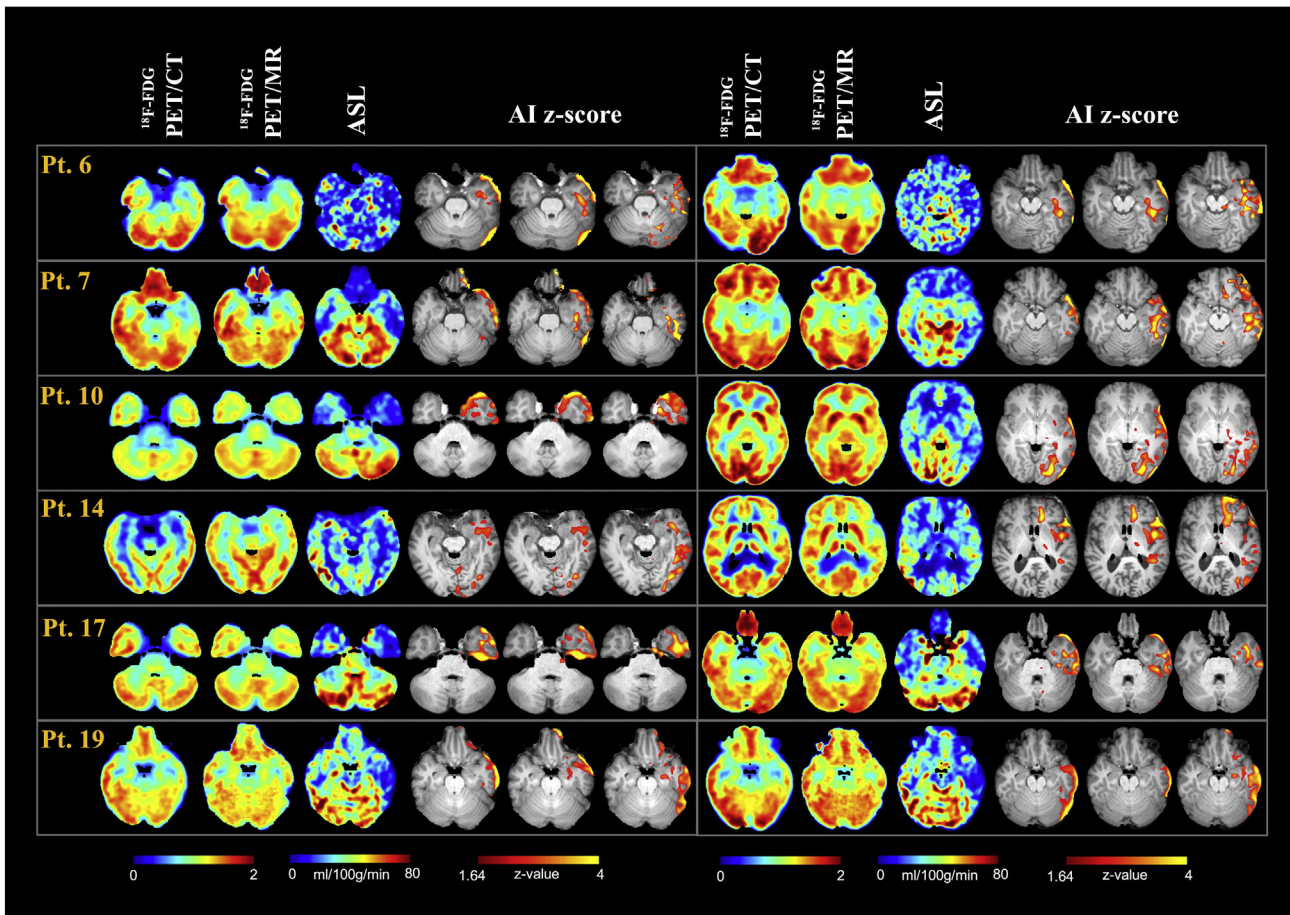 18F-FDG PET/CT
18F-FDG PET/MR
ASL
AI z-score
18F-FDG PET/CT
18F-FDG PET/MR
ASL
AI z-score
Pt. 6
Pt. 7
Pt. 10
Pt. 14
Pt. 17
Pt. 19
0 2
0 ml/100g/min 80
1.64 z-value 4
0 2
0 ml/100g/min 80
1.64 z-value 4